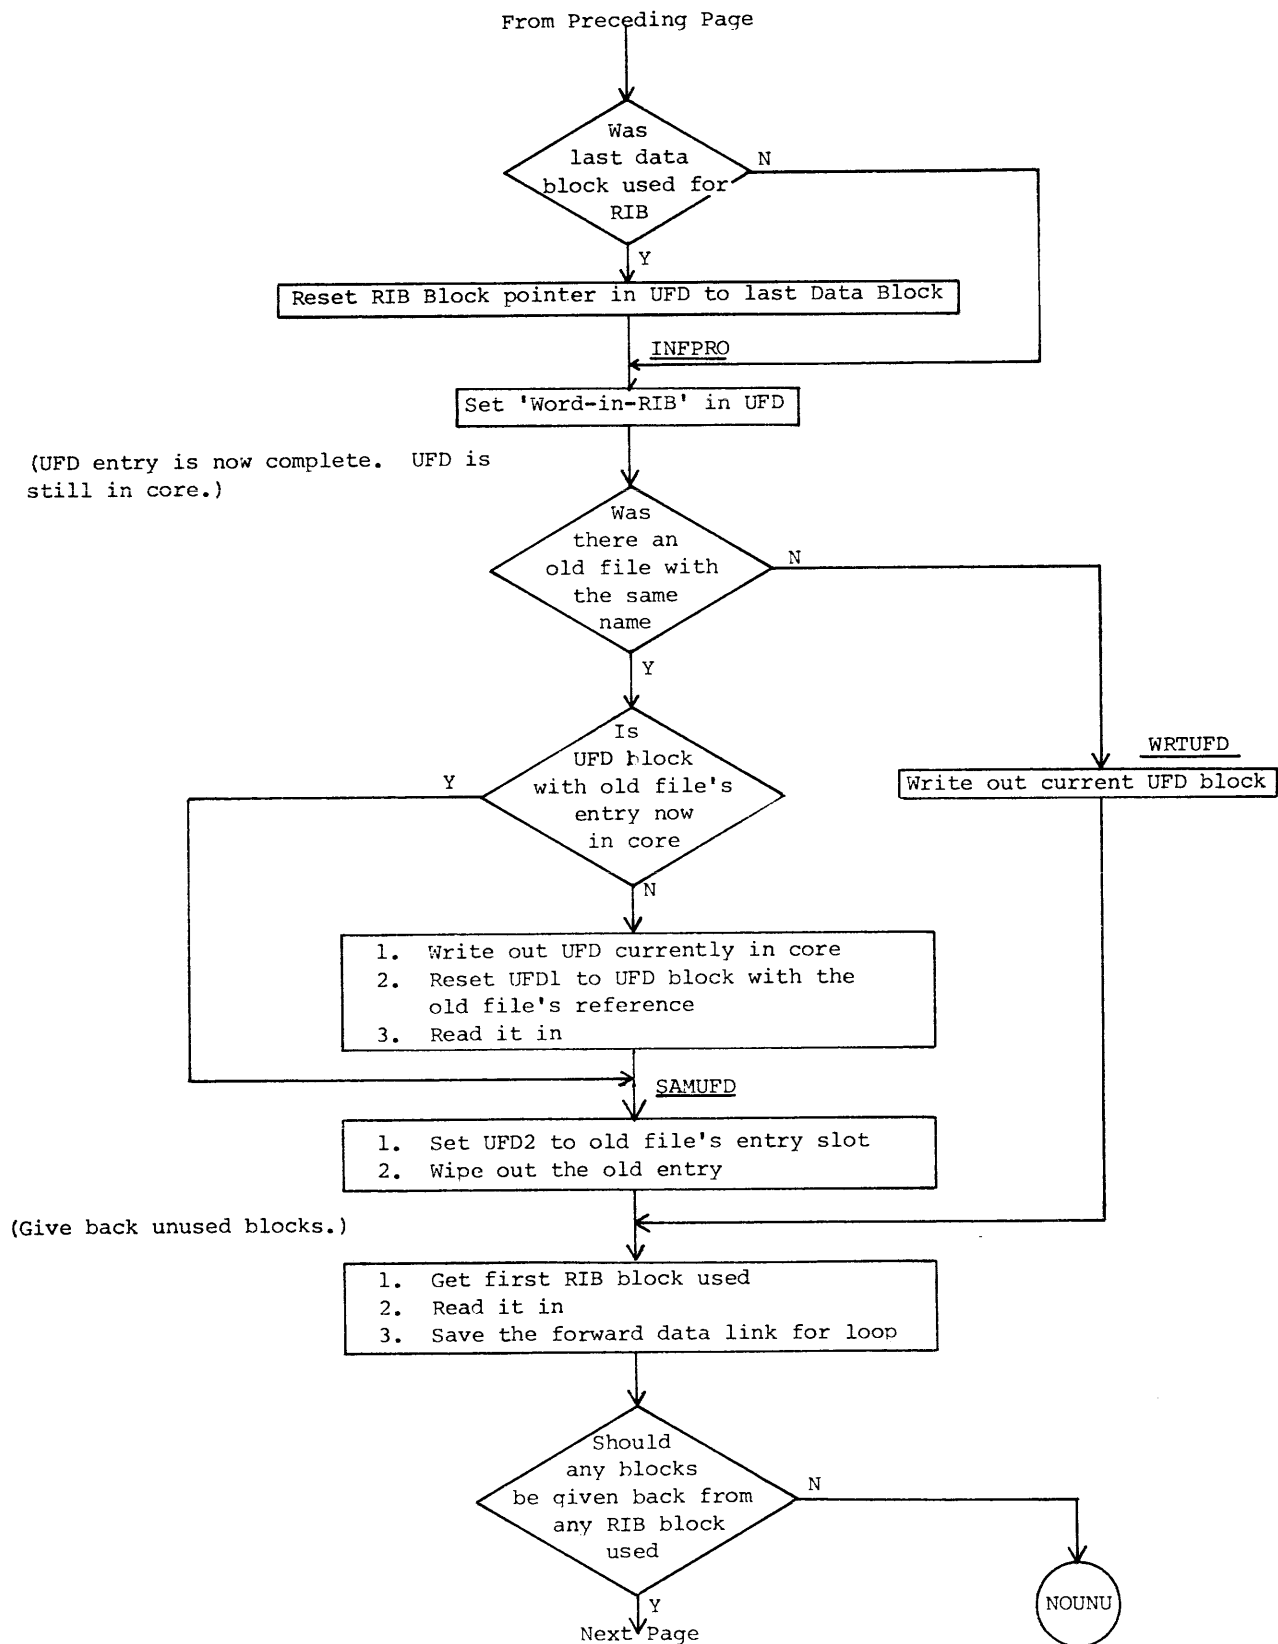 From Preceding Page
Was
last data
block used for
RIB
N
Y
Reset RIB Block pointer in UFD to last Data Block
INFPRO
Set 'Word-in-RIB' in UFD
(UFD entry is now complete. UFD is
still in core.)
Was
there an
old file with
the same
name
N
Y
Is
UFD block
with old file's
entry now
in core
Y
N
WRTUFD
Write out current UFD block
1. Write out UFD currently in core
2. Reset UFD1 to UFD block with the
old file's reference
3. Read it in
SAMUFD
1. Set UFD2 to old file's entry slot
2. Wipe out the old entry
(Give back unused blocks.)
1. Get first RIB block used
2. Read it in
3. Save the forward data link for loop
Should
any blocks
be given back from
any RIB block
used
N
Y
NOUNU
Next Page